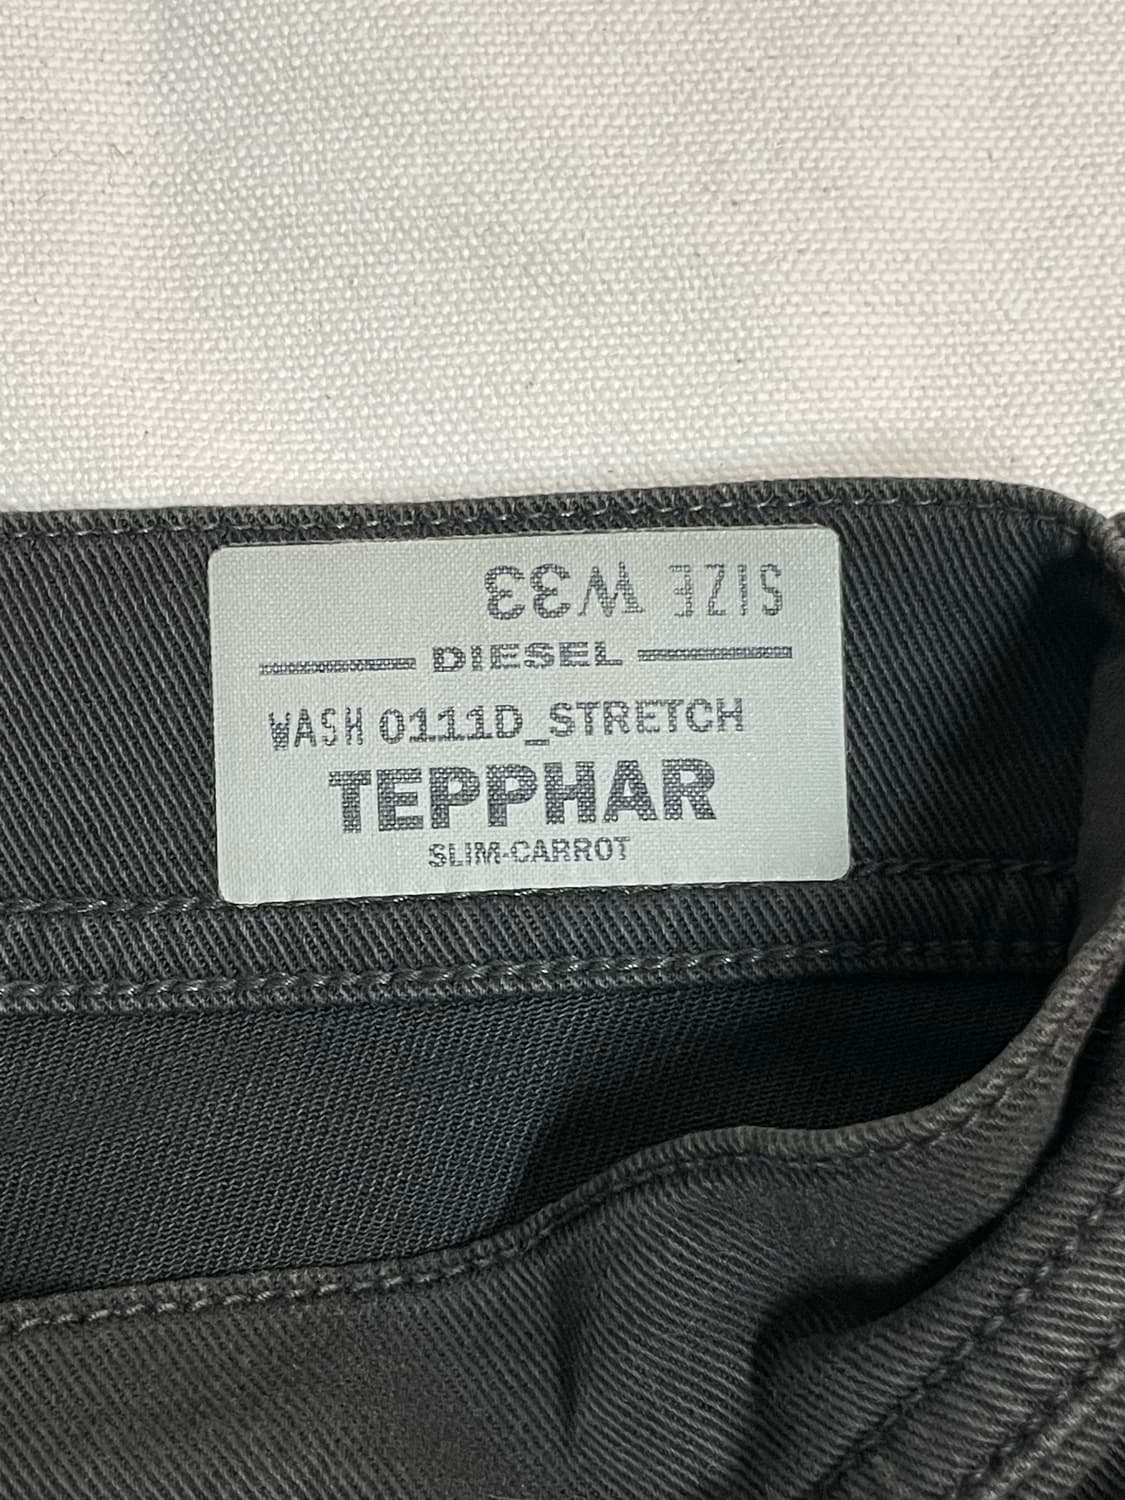 SIZE W33
DIESEL
WASH 0111D_STRETCH
TEPPHAR
SLIM-CARROT